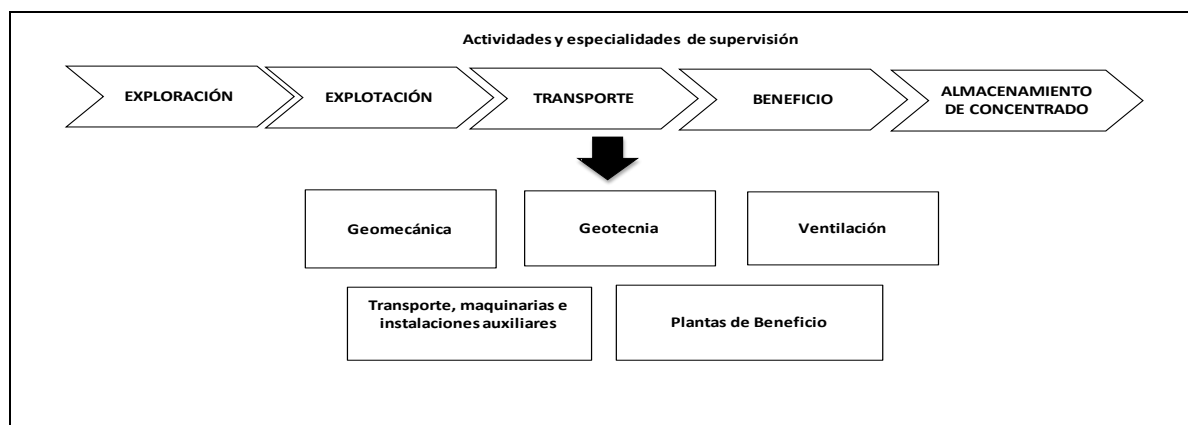 Actividades y especialidades de supervisión
EXPLORACIÓN
EXPLOTACIÓN
TRANSPORTE
BENEFICIO
ALMACENAMIENTO
DE CONCENTRADO
Geomecánica
Geotecnia
Ventilación
Transporte, maquinarias e
instalaciones auxiliares
Plantas de Beneficio